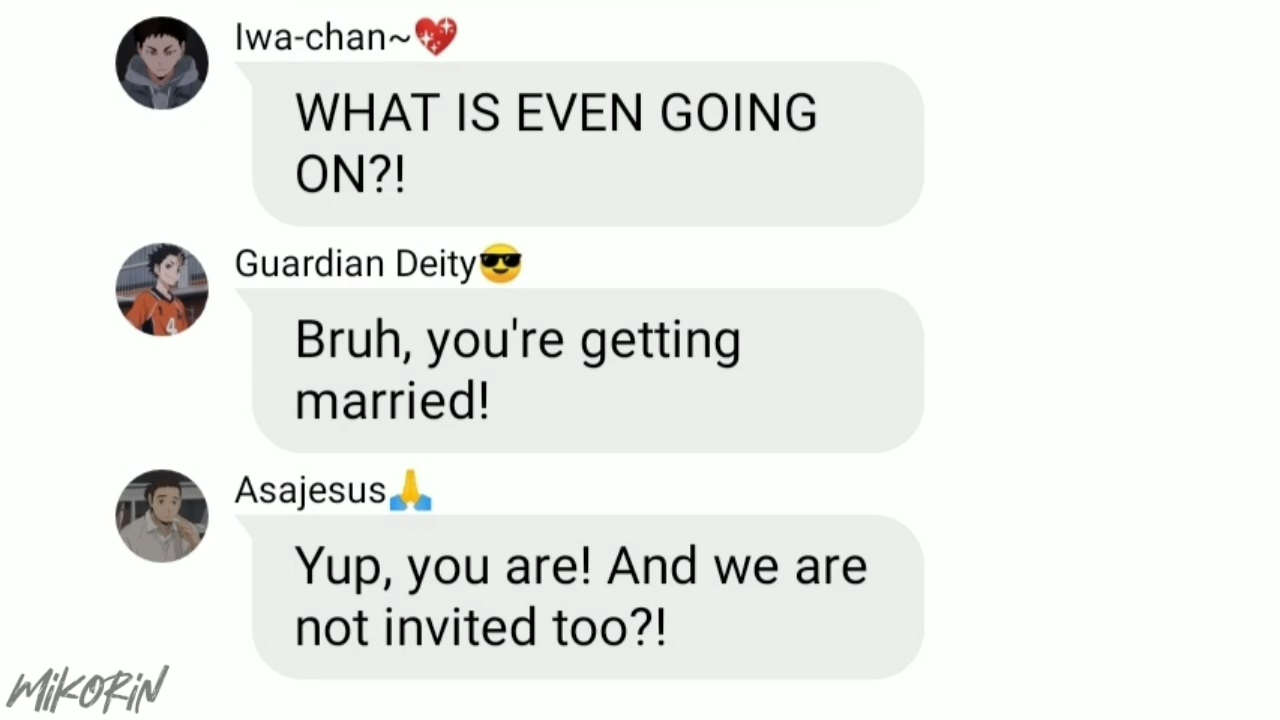 Iwa-chan~💖
WHAT IS EVEN GOING
ON?!
Guardian Deity😎
Bruh, you're getting
married!
Asajesus🙏
Yup, you are! And we are
not invited too?!
MIKORIN